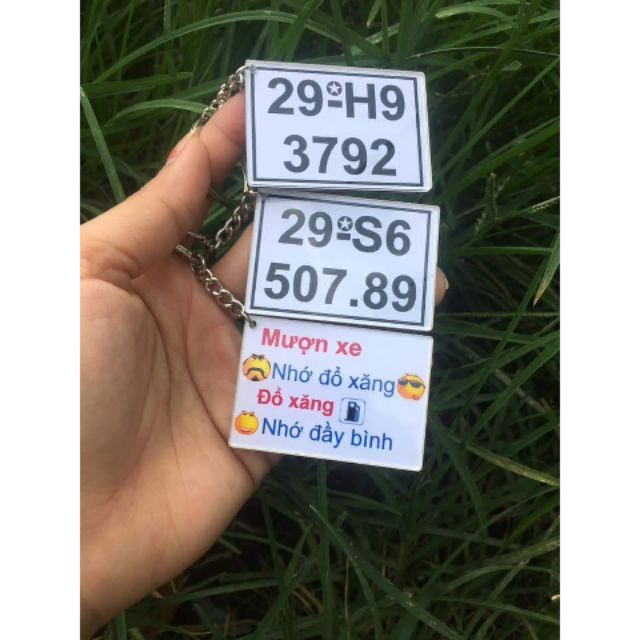 29-H9
3792
29-S6
507.89
Mượn xe
Nhớ đổ xăng
Đổ xăng
Nhớ đầy bình